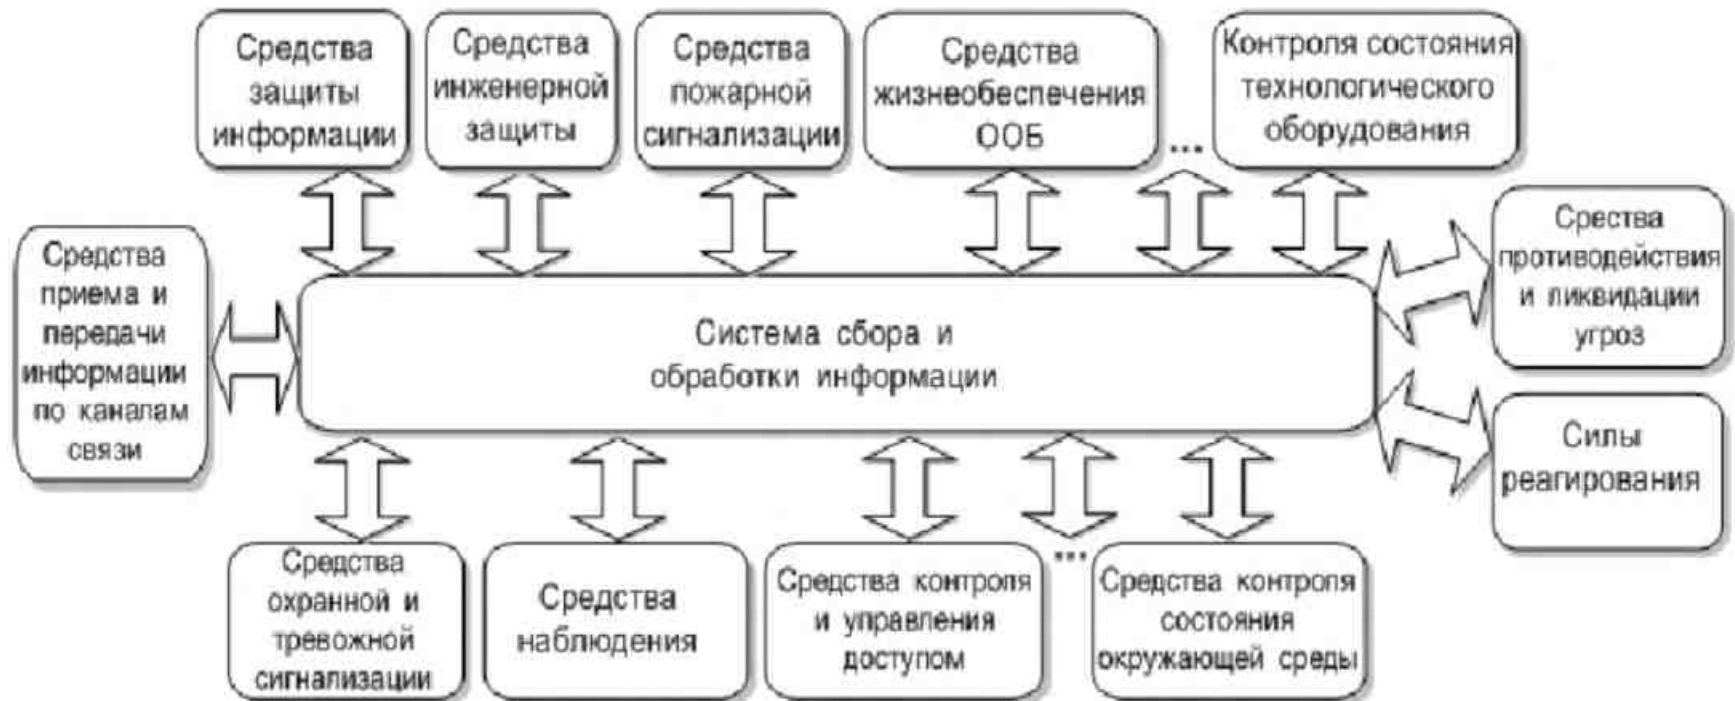 Средства
защиты
информации
Средства
инженерной
защиты
Средства
пожарной
сигнализации
Средства
жизнеобеспечения
ООБ
...
Контроля состояния
технологического
оборудования
Средства
приема и
передачи
информации
по каналам
связи
Система сбора и
обработки информации
Срества
противодействия
и ликвидации
угроз
Силы
реагирования
Средства
охранной и
тревожной
сигнализации
Средства
наблюдения
Средства контроля
и управления
доступом
...
Средства контроля
состояния
окружающей среды